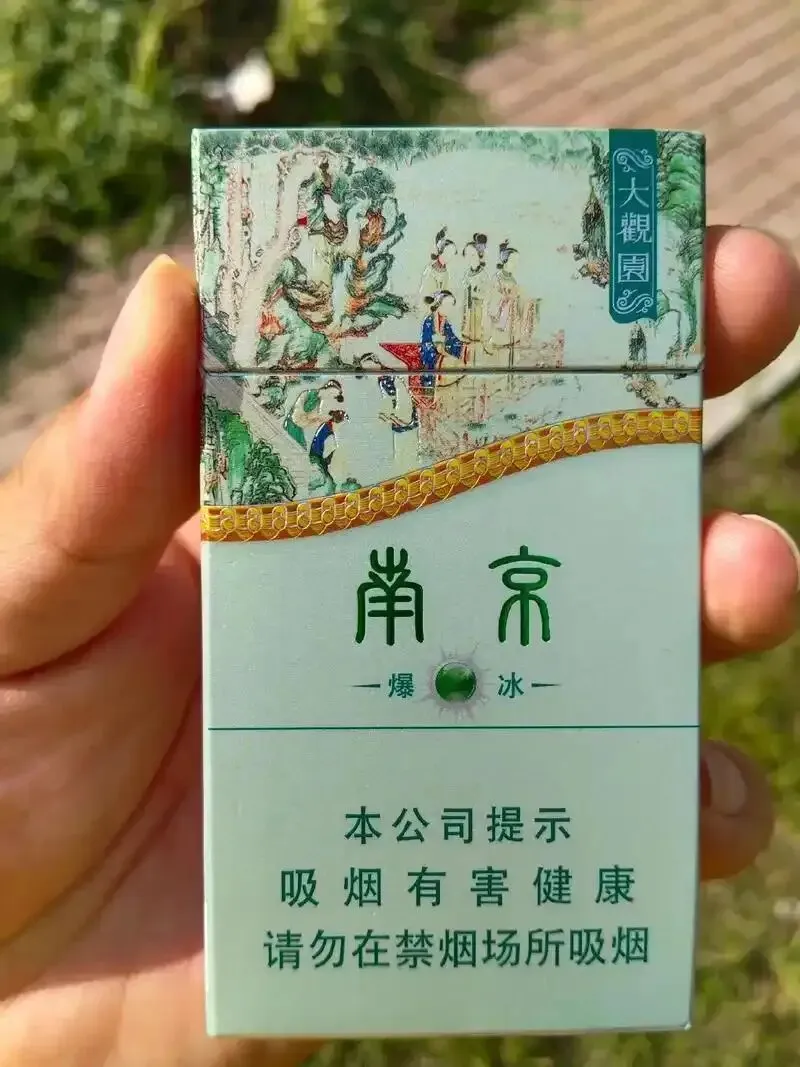 大觀園
南京
爆冰
本公司提示
吸烟有害健康
请勿在禁烟场所吸烟